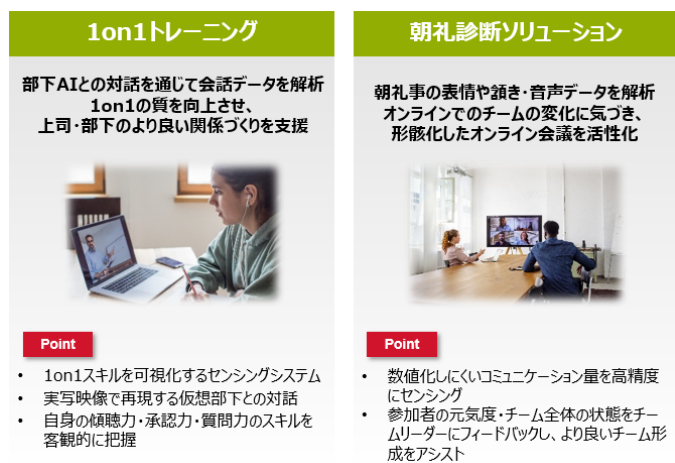 1on1トレーニング
部下AIとの対話を通じて会話データを解析
1on1の質を向上させ、
上司・部下のより良い関係づくりを支援
Point
• 1on1スキルを可視化するセンシングシステム
• 実写映像で再現する仮想部下との対話
• 自身の傾聴力・承認力・質問力のスキルを
客観的に把握
朝礼診断ソリューション
朝礼事の表情や頷き・音声データを解析
オンラインでのチームの変化に気づき、
形骸化したオンライン会議を活性化
Point
• 数値化しにくいコミュニケーション量を高精度
にセンシング
• 参加者の元気度・チーム全体の状態をチー
ムリーダーにフィードバックし、より良いチーム形
成をアシスト